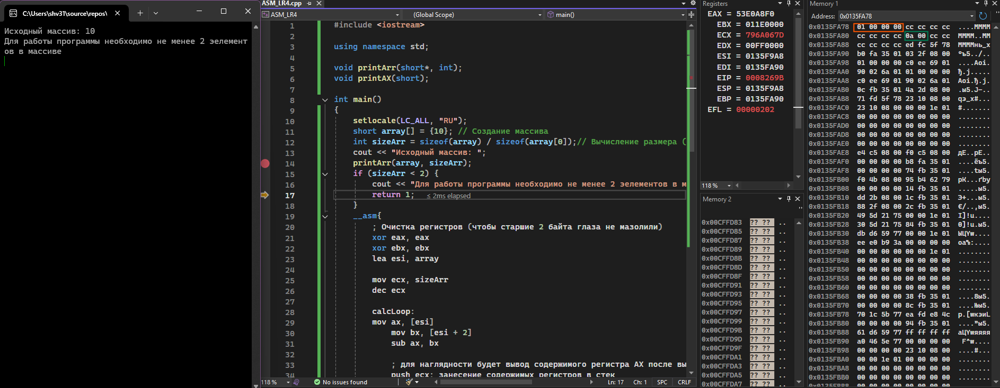 C:\Users\shv31\source\repos\
Исходный массив: 10
Для работы программы необходимо не менее 2 эелемент
ов в массиве
ASM_LR4.cpp
ASM_LR4
(Global Scope)
main()
1 #include <iostream>
2
3 using namespace std;
4
5 void printArr(short*, int);
6 void printAX(short);
7
8 int main()
9 {
10 setlocale(LC_ALL, "RU");
11 short array[] = {10}; // Создание массива
12 int sizeArr = sizeof(array) / sizeof(array[0]);// Вычисление размера (
13 cout << "Исходный массив: ";
14 printArr(array, sizeArr);
15 if (sizeArr < 2) {
16 cout << "Для работы программы необходимо не менее 2 эелементов в м
17 return 1; ≤ 2ms elapsed
18 }
19 __asm{
20 ; Очистка регистров (чтобы старшие 2 байта глаза не мазолили)
21 xor eax, eax
22 xor ebx, ebx
23 lea esi, array
24
25 mov ecx, sizeArr
26 dec ecx
27
28 calcLoop:
29 mov ax, [esi]
30 mov bx, [esi + 2]
31 sub ax, bx
32
33 ; для наглядности будет вывод содержимого регистра AX после вы
34 push ecx; занесение содержимых регистров в стек
118 %
No issues found
Ln: 17
Ch: 1
SPC
CRLF
Registers
EAX = 53E0A8F0
EBX = 011E0000
ECX = 796A067D
EDX = 00FF0000
ESI = 0135F9A8
EDI = 0135FA90
EIP = 0008269B
ESP = 0135F9A8
EBP = 0135FA90
EFL = 00000202
118 %
Memory 2
0x00CFFD83 ?? ?? ..
0x00CFFD85 ?? ?? ..
0x00CFFD87 ?? ?? ..
0x00CFFD89 ?? ?? ..
0x00CFFD8B ?? ?? ..
0x00CFFD8D ?? ?? ..
0x00CFFD8F ?? ?? ..
0x00CFFD91 ?? ?? ..
0x00CFFD93 ?? ?? ..
0x00CFFD95 ?? ?? ..
0x00CFFD97 ?? ?? ..
0x00CFFD99 ?? ?? ..
0x00CFFD9B ?? ?? ..
0x00CFFD9D ?? ?? ..
0x00CFFD9F ?? ?? ..
0x00CFFDA1 ?? ?? ..
0x00CFFDA3 ?? ?? ..
0x00CFFDA5 ?? ?? ..
0x00CFFDA7 ?? ?? ..
Memory 1
Address: 0x0135FA78
0x0135FA78 01 00 00 00 cc cc cc cc ....ММММ
0x0135FA80 cc cc cc cc 0a 00 cc cc ММММ..ММ
0x0135FA88 cc cc cc cc ed fc 5f 78 ММММнь_x
0x0135FA90 b0 fa 35 01 03 2f 08 00 °ъ5../..
0x0135FA98 01 00 00 00 c0 ee 69 01 ....Аоi.
0x0135FAA0 90 02 6a 01 01 00 00 00 ђ.j.....
0x0135FAA8 c0 ee 69 01 90 02 6a 01 Аоi.ђ.j.
0x0135FAB0 0c fb 35 01 4a 2d 08 00 .ы5.J-..
0x0135FAB8 71 fd 5f 78 23 10 08 00 qэ_x#...
0x0135FAC0 23 10 08 00 00 00 1e 01 #.......
0x0135FAC8 00 00 00 00 00 00 00 00 ........
0x0135FAD0 00 00 00 00 00 00 00 00 ........
0x0135FAD8 00 00 00 00 00 00 00 00 ........
0x0135FAE0 00 00 00 00 00 00 00 00 ........
0x0135FAE8 e4 c5 08 00 f0 c5 08 00 дЕ..рЕ..
0x0135FAF0 00 00 00 00 b8 fa 35 01 ....ёъ5.
0x0135FAF8 00 00 00 00 74 fb 35 01 ....tы5.
0x0135FB00 f0 4b 08 00 95 b4 62 79 рK..•ґby
0x0135FB08 00 00 00 00 14 fb 35 01 .....ы5.
0x0135FB10 dd 2b 08 00 1c fb 35 01 Э+...ы5.
0x0135FB18 88 2f 08 00 2c fb 35 01 €/..,ы5.
0x0135FB20 49 5d 21 75 00 00 1e 01 I]!u....
0x0135FB28 30 5d 21 75 84 fb 35 01 0]!u.ы5.
0x0135FB30 db d6 59 77 00 00 1e 01 ЫЦYw....
0x0135FB38 ee e0 b9 3a 00 00 00 00 оа№:....
0x0135FB40 00 00 00 00 00 00 1e 01 ........
0x0135FB48 00 00 00 00 00 00 00 00 ........
0x0135FB50 00 00 00 00 00 00 00 00 ........
0x0135FB58 00 00 00 00 00 00 00 00 ........
0x0135FB60 00 00 00 00 00 00 00 00 ........
0x0135FB68 00 00 00 00 38 fb 35 01 ....8ы5.
0x0135FB70 00 00 00 00 8c fb 35 01 ....Њы5.
0x0135FB78 70 1c 5b 77 ea fd e8 4c p.[wкэиL
0x0135FB80 00 00 00 00 94 fb 35 01 ....”ы5.
0x0135FB88 61 d6 59 77 ff ff ff ff aЦYwяяяя
0x0135FB90 a0 46 5e 77 00 00 00 00 F^w....
0x0135FB98 00 00 00 00 23 10 08 00 ....#...
0x0135FBA0 00 00 1e 01 00 00 00 00 ........
0x0135FBA8 00 00 00 00 00 00 00 00 ........
0x0135FBB0 00 00 00 00 00 00 00 00 ........
0x0135FBB8 00 00 00 00 00 00 00 00 ........